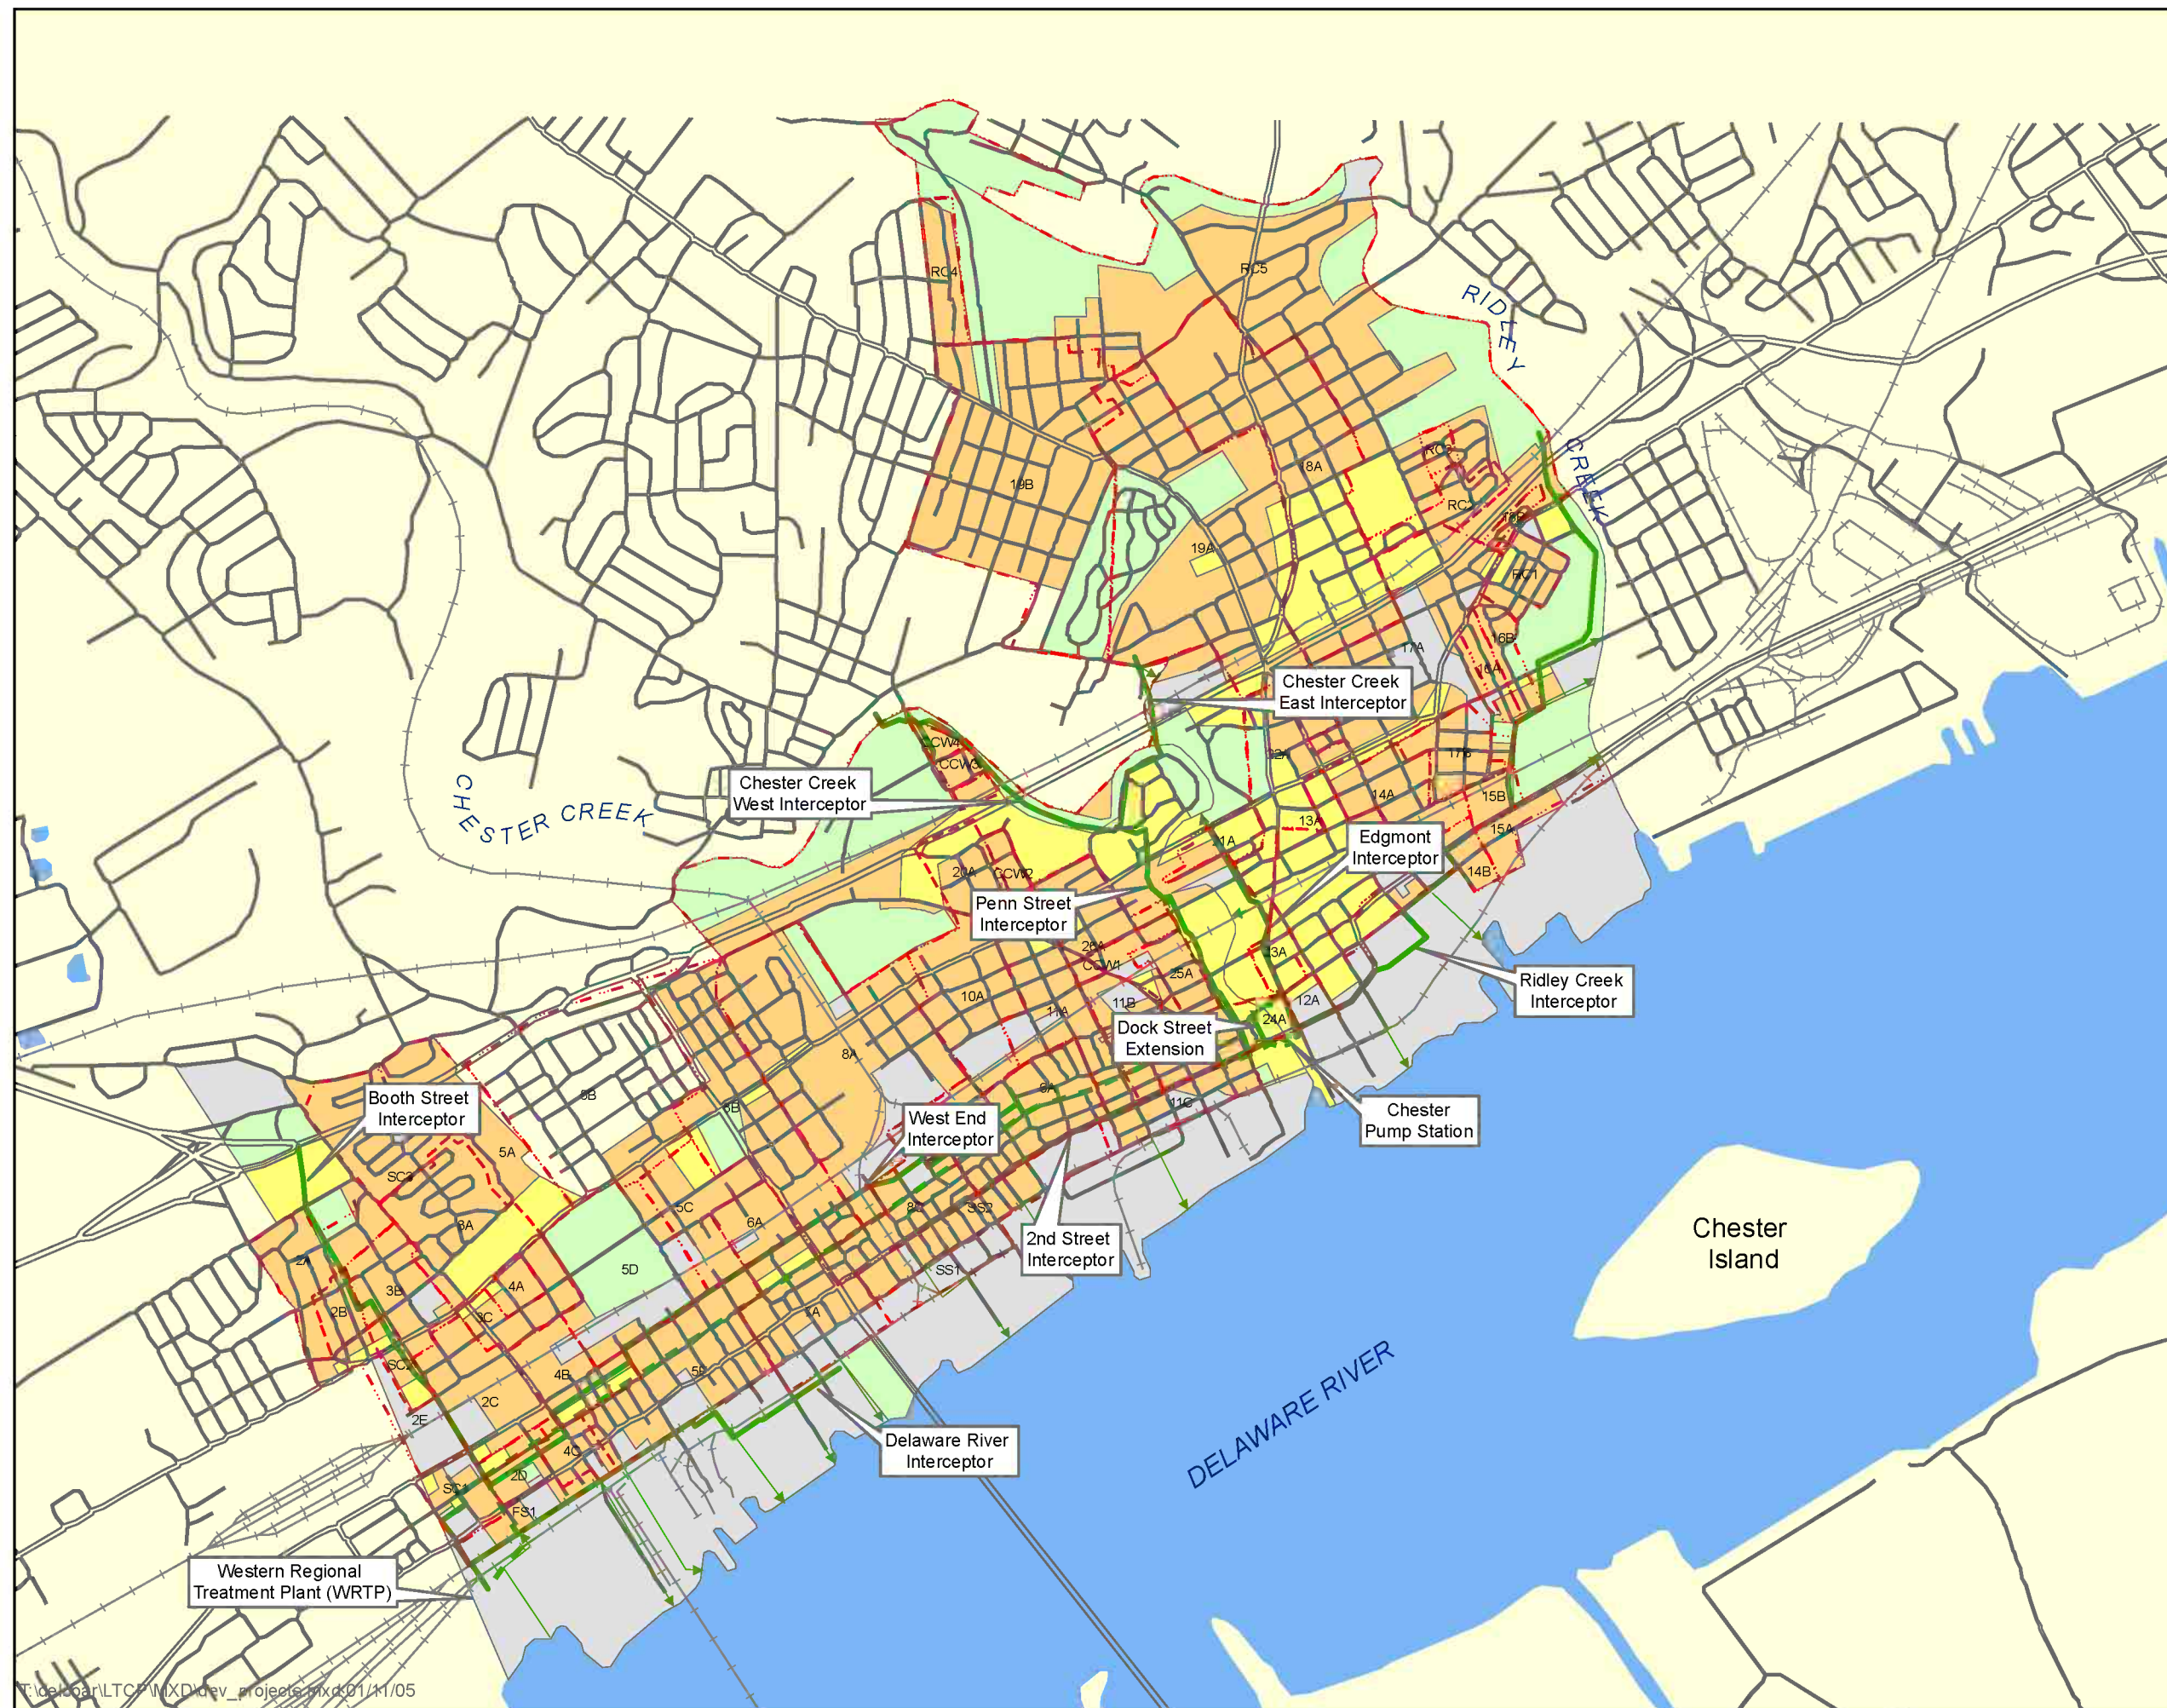 RC4
RC5
RIDLEY
CREEK
18A
19B
RC3
RC2
19A
RC1
16B
17A
16A
Chester Creek
East Interceptor
CCW4
CCW3
17B
Chester Creek
West Interceptor
CHESTER CREEK
14A
15B
13A
15A
Edgmont
Interceptor
14B
20A
CCW2
Penn Street
Interceptor
26A
CCW1
25A
23A
Ridley Creek
Interceptor
10A
11A
11B
12A
24A
Dock Street
Extension
8A
9A
11C
Chester
Pump Station
Booth Street
Interceptor
West End
Interceptor
5A
SC3
3A
5C
6A
8C
SS2
Chester
Island
2nd Street
Interceptor
2A
5D
SS1
3B
4A
2B
3C
7A
SC2
4B
2C
2E
DELAWARE RIVER
Delaware River
Interceptor
4C
2D
SC1
FS1
Western Regional
Treatment Plant (WRTP)